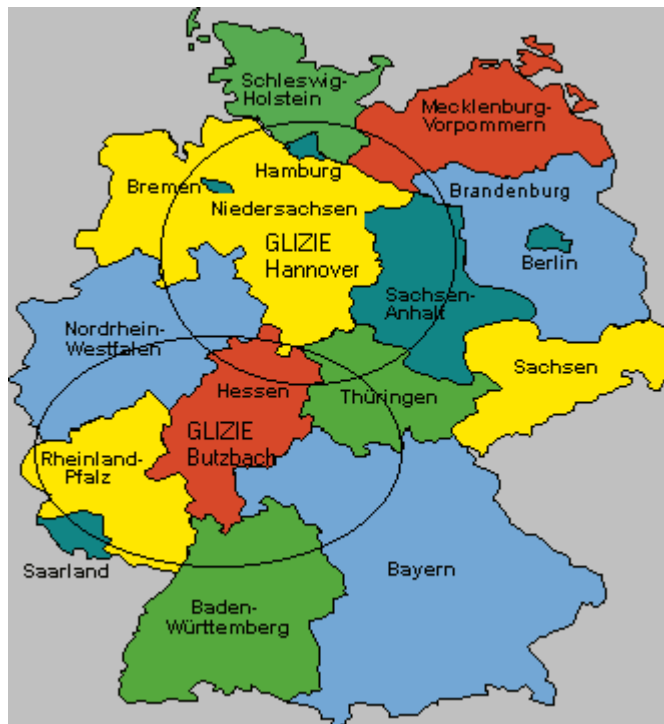 Schleswig-
Holstein
Mecklenburg-
Vorpommern
Hamburg
Bremen
Niedersachsen
Brandenburg
GLIZIE
Hannover
Berlin
Sachsen-
Anhalt
Nordrhein-
Westfalen
Sachsen
Hessen
Thüringen
GLIZIE
Butzbach
Rheinland-
Pfalz
Saarland
Bayern
Baden-
Württemberg